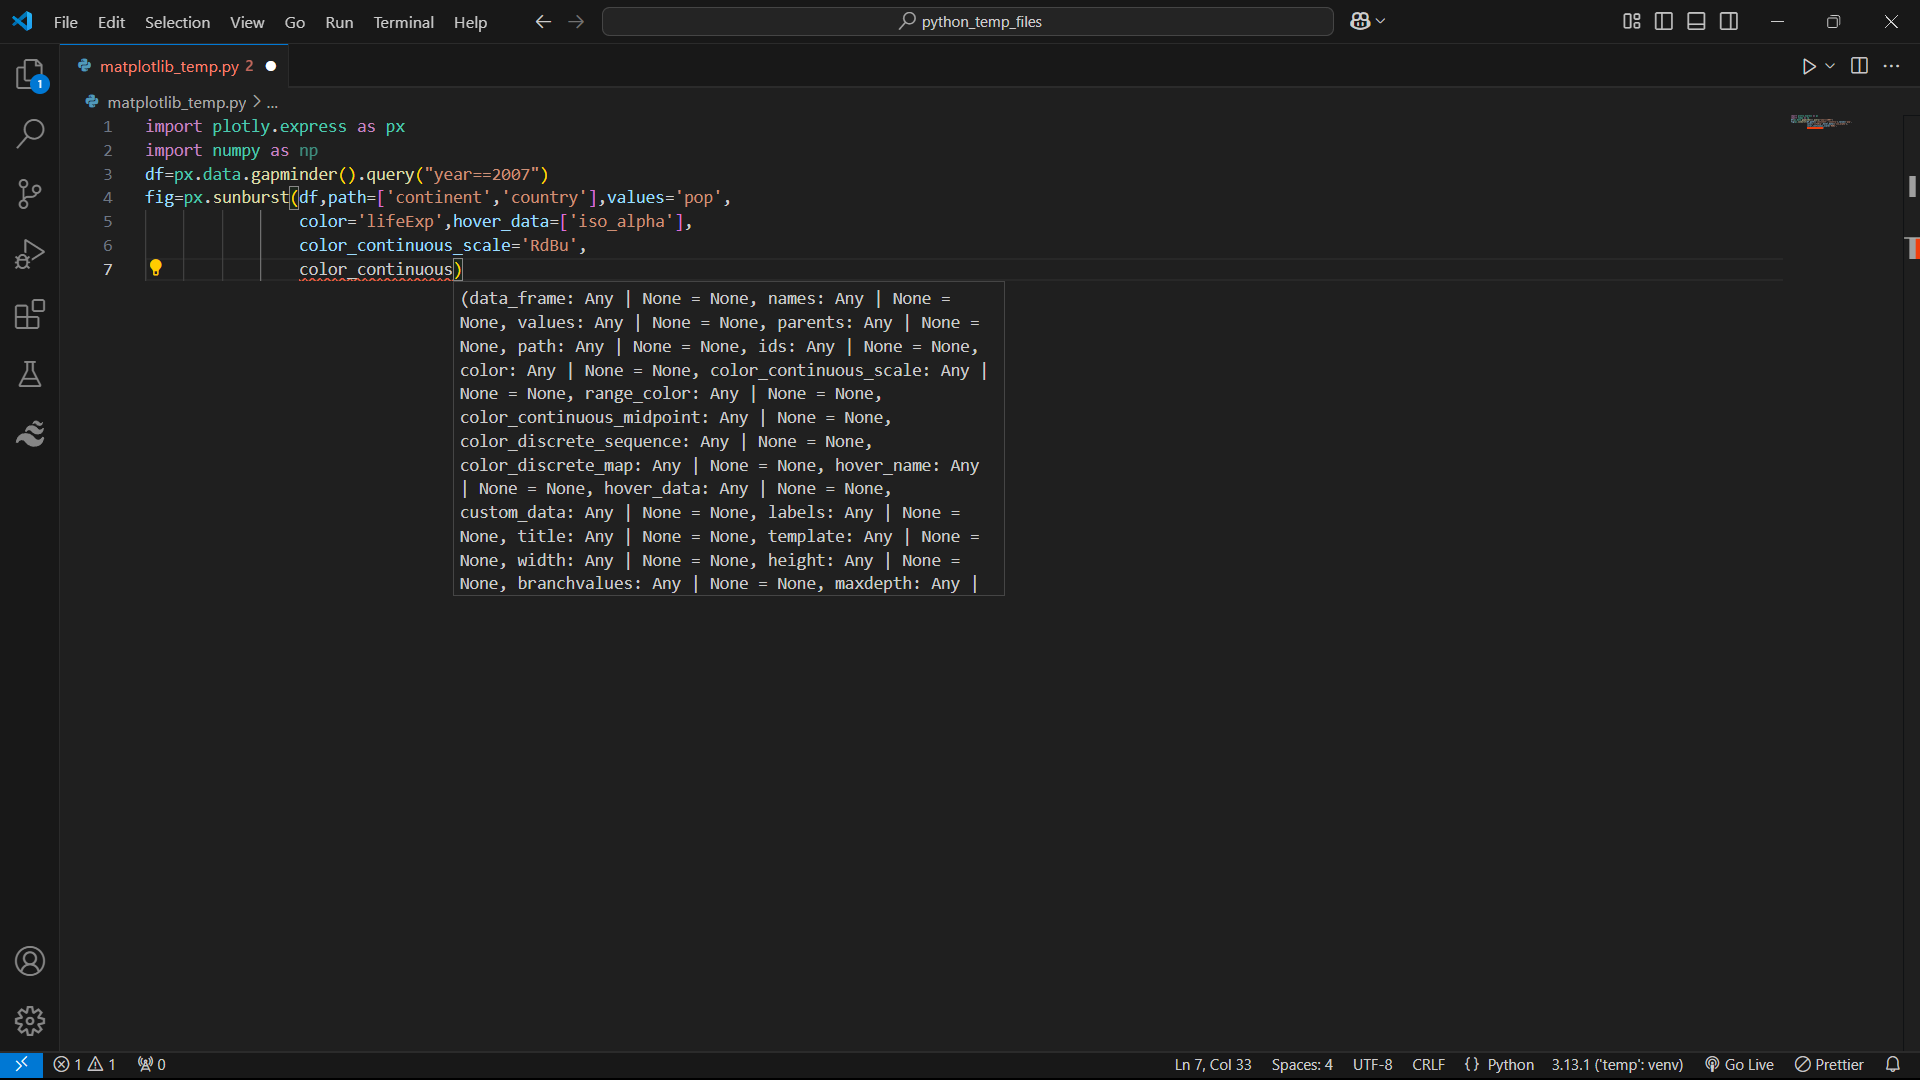 File Edit Selection View Go Run Terminal Help
python_temp_files
matplotlib_temp.py 2
1
matplotlib_temp.py > ...
1 import plotly.express as px
2 import numpy as np
3 df=px.data.gapminder().query("year==2007")
4 fig=px.sunburst(df,path=['continent','country'],values='pop',
5 color='lifeExp',hover_data=['iso_alpha'],
6 color_continuous_scale='RdBu',
7 color_continuous)
(data_frame: Any | None = None, names: Any | None =
None, values: Any | None = None, parents: Any | None =
None, path: Any | None = None, ids: Any | None = None,
color: Any | None = None, color_continuous_scale: Any |
None = None, range_color: Any | None = None,
color_continuous_midpoint: Any | None = None,
color_discrete_sequence: Any | None = None,
color_discrete_map: Any | None = None, hover_name: Any
| None = None, hover_data: Any | None = None,
custom_data: Any | None = None, labels: Any | None =
None, title: Any | None = None, template: Any | None =
None, width: Any | None = None, height: Any | None =
None, branchvalues: Any | None = None, maxdepth: Any |
1 1 0
Ln 7, Col 33 Spaces: 4 UTF-8 CRLF {} Python 3.13.1 ('temp': venv) Go Live Prettier